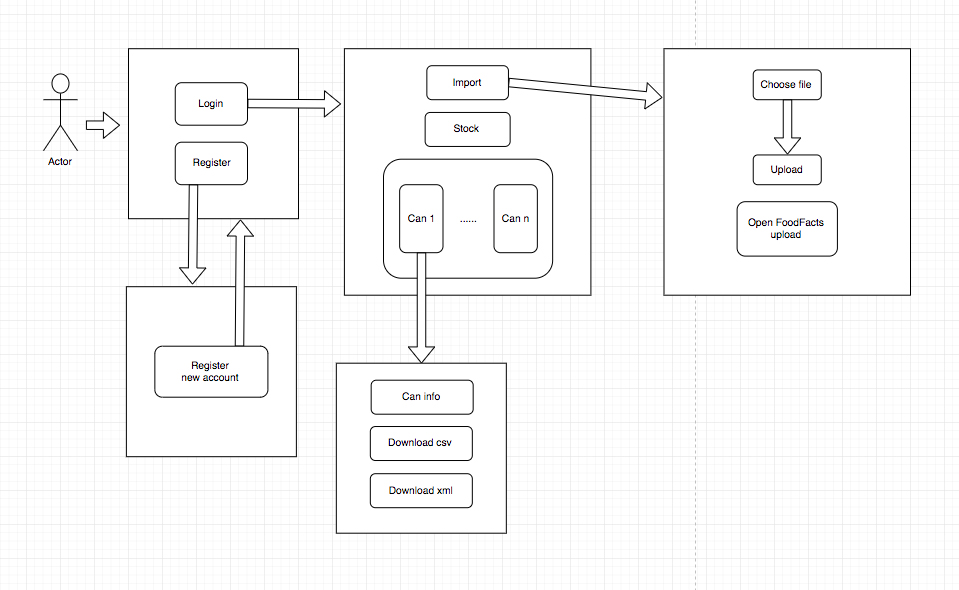 Actor
Login
Register
Register
new account
Import
Stock
Can 1
......
Can n
Can info
Download csv
Download xml
Choose file
Upload
Open FoodFacts
upload